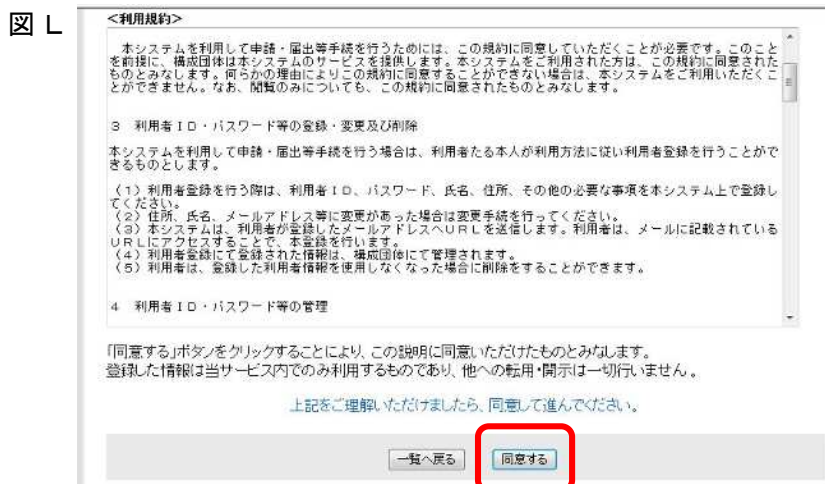 図 L
<利用規約>
本システムを利用して申請・届出等手続を行うためには、この規約に同意していただくことが必要です。このこと
を前提に、構成団体は本システムのサービスを提供します。本システムをご利用された方は、この規約に同意された
ものとみなします。何らかの理由によりこの規約に同意することができない場合は、本システムをご利用いただくこ
とができません。なお、閲覧のみについても、この規約に同意されたものとみなします。
3 利用者ID・パスワード等の登録・変更及び削除
本システムを利用して申請・届出等手続を行う場合は、利用者たる本人が利用方法に従い利用者登録を行うことがで
きるものとします。
(1)利用者登録を行う際は、利用者ID、パスワード、氏名、住所、その他の必要な事項を本システム上で登録し
てください。
(2)住所、氏名、メールアドレス等に変更があった場合は変更手続を行ってください。
(3)本システムは、利用者が登録したメールアドレスへURLを送信します。利用者は、メールに記載されている
URLにアクセスすることで、本登録を行います。
(4)利用者登録にて登録された情報は、構成団体にて管理されます。
(5)利用者は、登録した利用者情報を使用しなくなった場合に削除をすることができます。
4 利用者ID・パスワード等の管理
「同意する」ボタンをクリックすることにより、この説明に同意いただけたものとみなします。
登録した情報は当サービス内でのみ利用するものであり、他への転用・開示は一切行いません。
上記をご理解いただけましたら、同意して進んでください。
一覧へ戻る 同意する